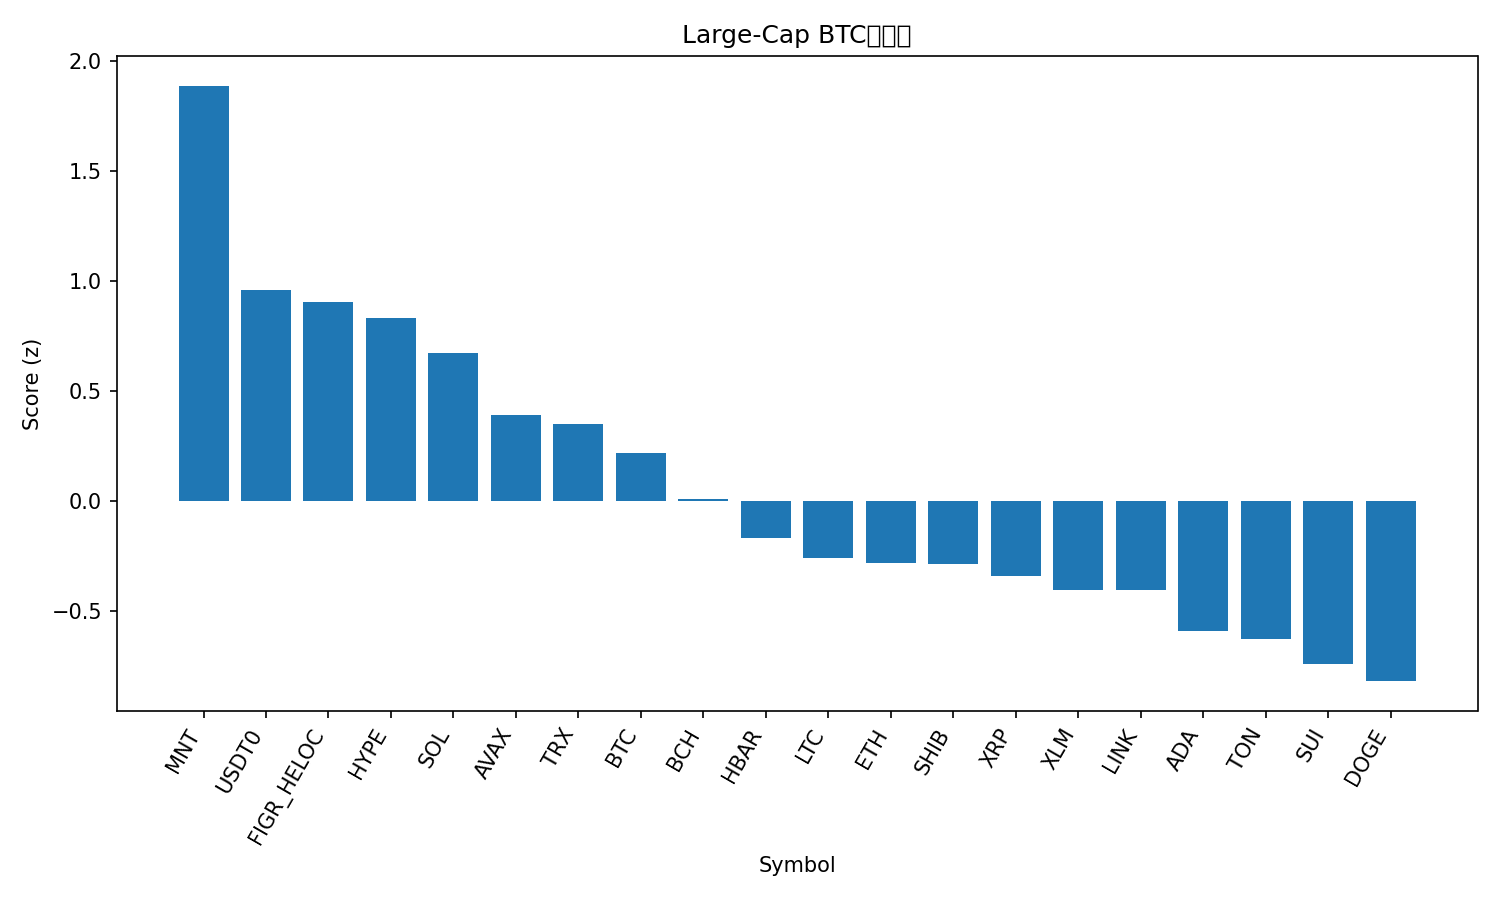 Large-Cap BTC
Score (z)
2.0
1.5
1.0
0.5
0.0
−0.5
MNT
USDT0
FIGR_HELOC
HYPE
SOL
AVAX
TRX
BTC
BCH
HBAR
LTC
ETH
SHIB
XRP
XLM
LINK
ADA
TON
SUI
DOGE
Symbol